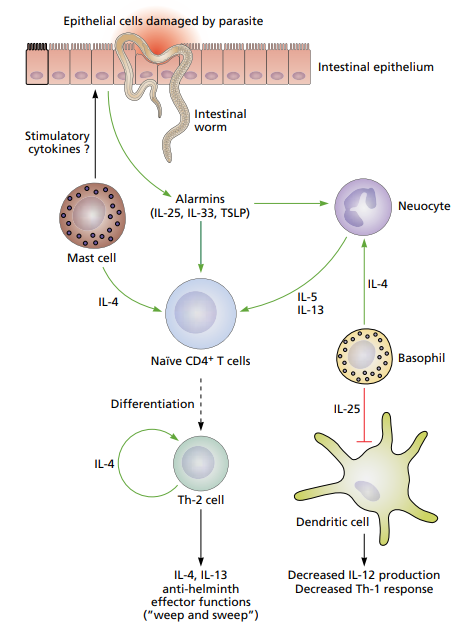 Epithelial cells damaged by parasite
Intestinal epithelium
Intestinal
worm
Stimulatory
cytokines ?
Alarmins
(IL-25, IL-33, TSLP)
Neuocyte
Mast cell
IL-4
IL-5
IL-13
IL-4
Naïve CD4⁺ T cells
Basophil
Differentiation
IL-25
IL-4
Th-2 cell
Dendritic cell
IL-4, IL-13
anti-helminth
effector functions
(“weep and sweep”)
Decreased IL-12 production
Decreased Th-1 response